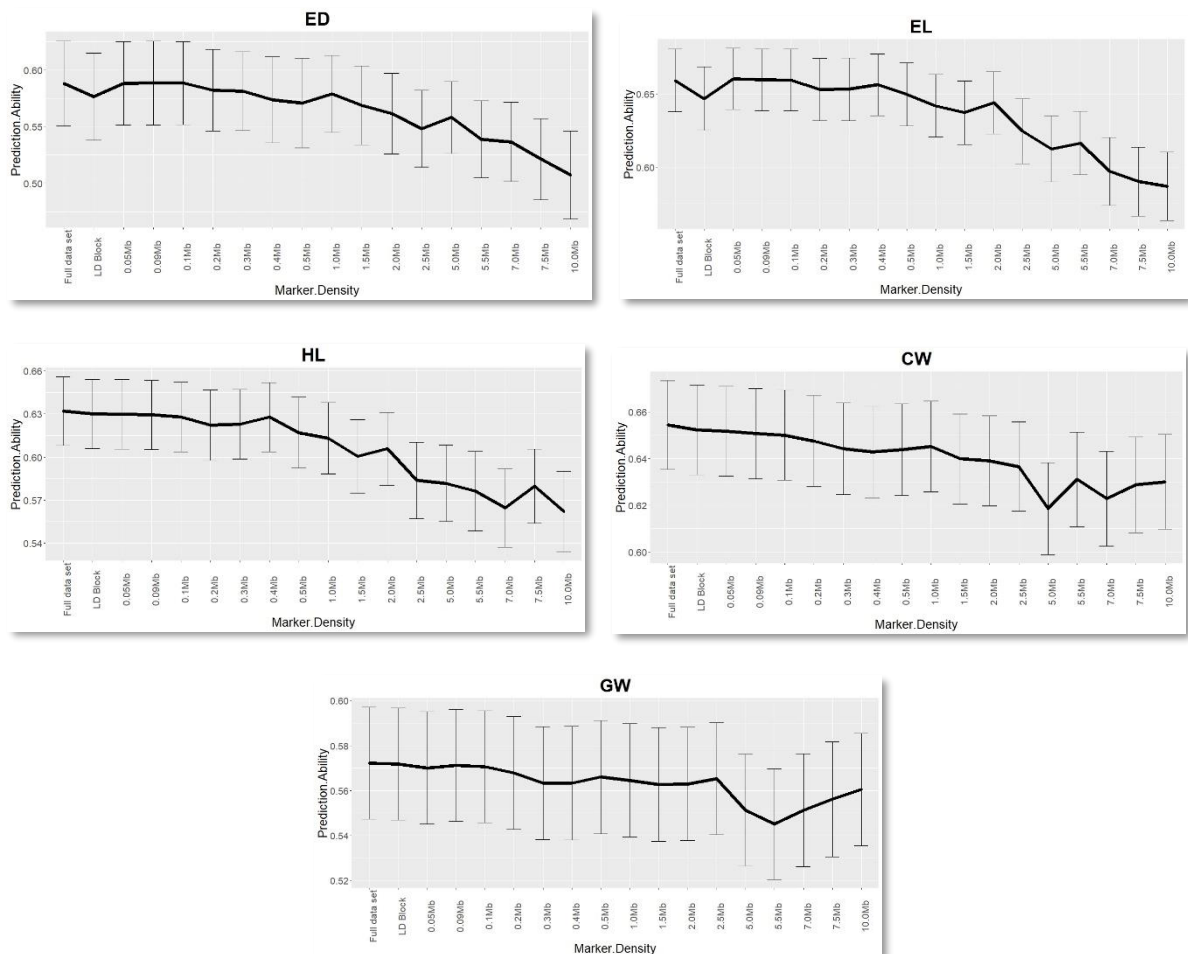 ED
Prediction.Ability
0.60
0.55
0.50
Full data set
LD Block
0.05Mb
0.09Mb
0.1Mb
0.2Mb
0.3Mb
0.4Mb
0.5Mb
1.0Mb
1.5Mb
2.0Mb
2.5Mb
5.0Mb
5.5Mb
7.0Mb
7.5Mb
10.0Mb
Marker.Density
EL
Prediction.Ability
0.65
0.60
Full data set
LD Block
0.05Mb
0.09Mb
0.1Mb
0.2Mb
0.3Mb
0.4Mb
0.5Mb
1.0Mb
1.5Mb
2.0Mb
2.5Mb
5.0Mb
5.5Mb
7.0Mb
7.5Mb
10.0Mb
Marker.Density
HL
Prediction.Ability
0.66
0.63
0.60
0.57
0.54
Full data set
LD Block
0.05Mb
0.09Mb
0.1Mb
0.2Mb
0.3Mb
0.4Mb
0.5Mb
1.0Mb
1.5Mb
2.0Mb
2.5Mb
5.0Mb
5.5Mb
7.0Mb
7.5Mb
10.0Mb
Marker.Density
CW
Prediction.Ability
0.66
0.64
0.62
0.60
Full data set
LD Block
0.05Mb
0.09Mb
0.1Mb
0.2Mb
0.3Mb
0.4Mb
0.5Mb
1.0Mb
1.5Mb
2.0Mb
2.5Mb
5.0Mb
5.5Mb
7.0Mb
7.5Mb
10.0Mb
Marker.Density
GW
Prediction.Ability
0.60
0.58
0.56
0.54
0.52
Full data set
LD Block
0.05Mb
0.09Mb
0.1Mb
0.2Mb
0.3Mb
0.4Mb
0.5Mb
1.0Mb
1.5Mb
2.0Mb
2.5Mb
5.0Mb
5.5Mb
7.0Mb
7.5Mb
10.0Mb
Marker.Density